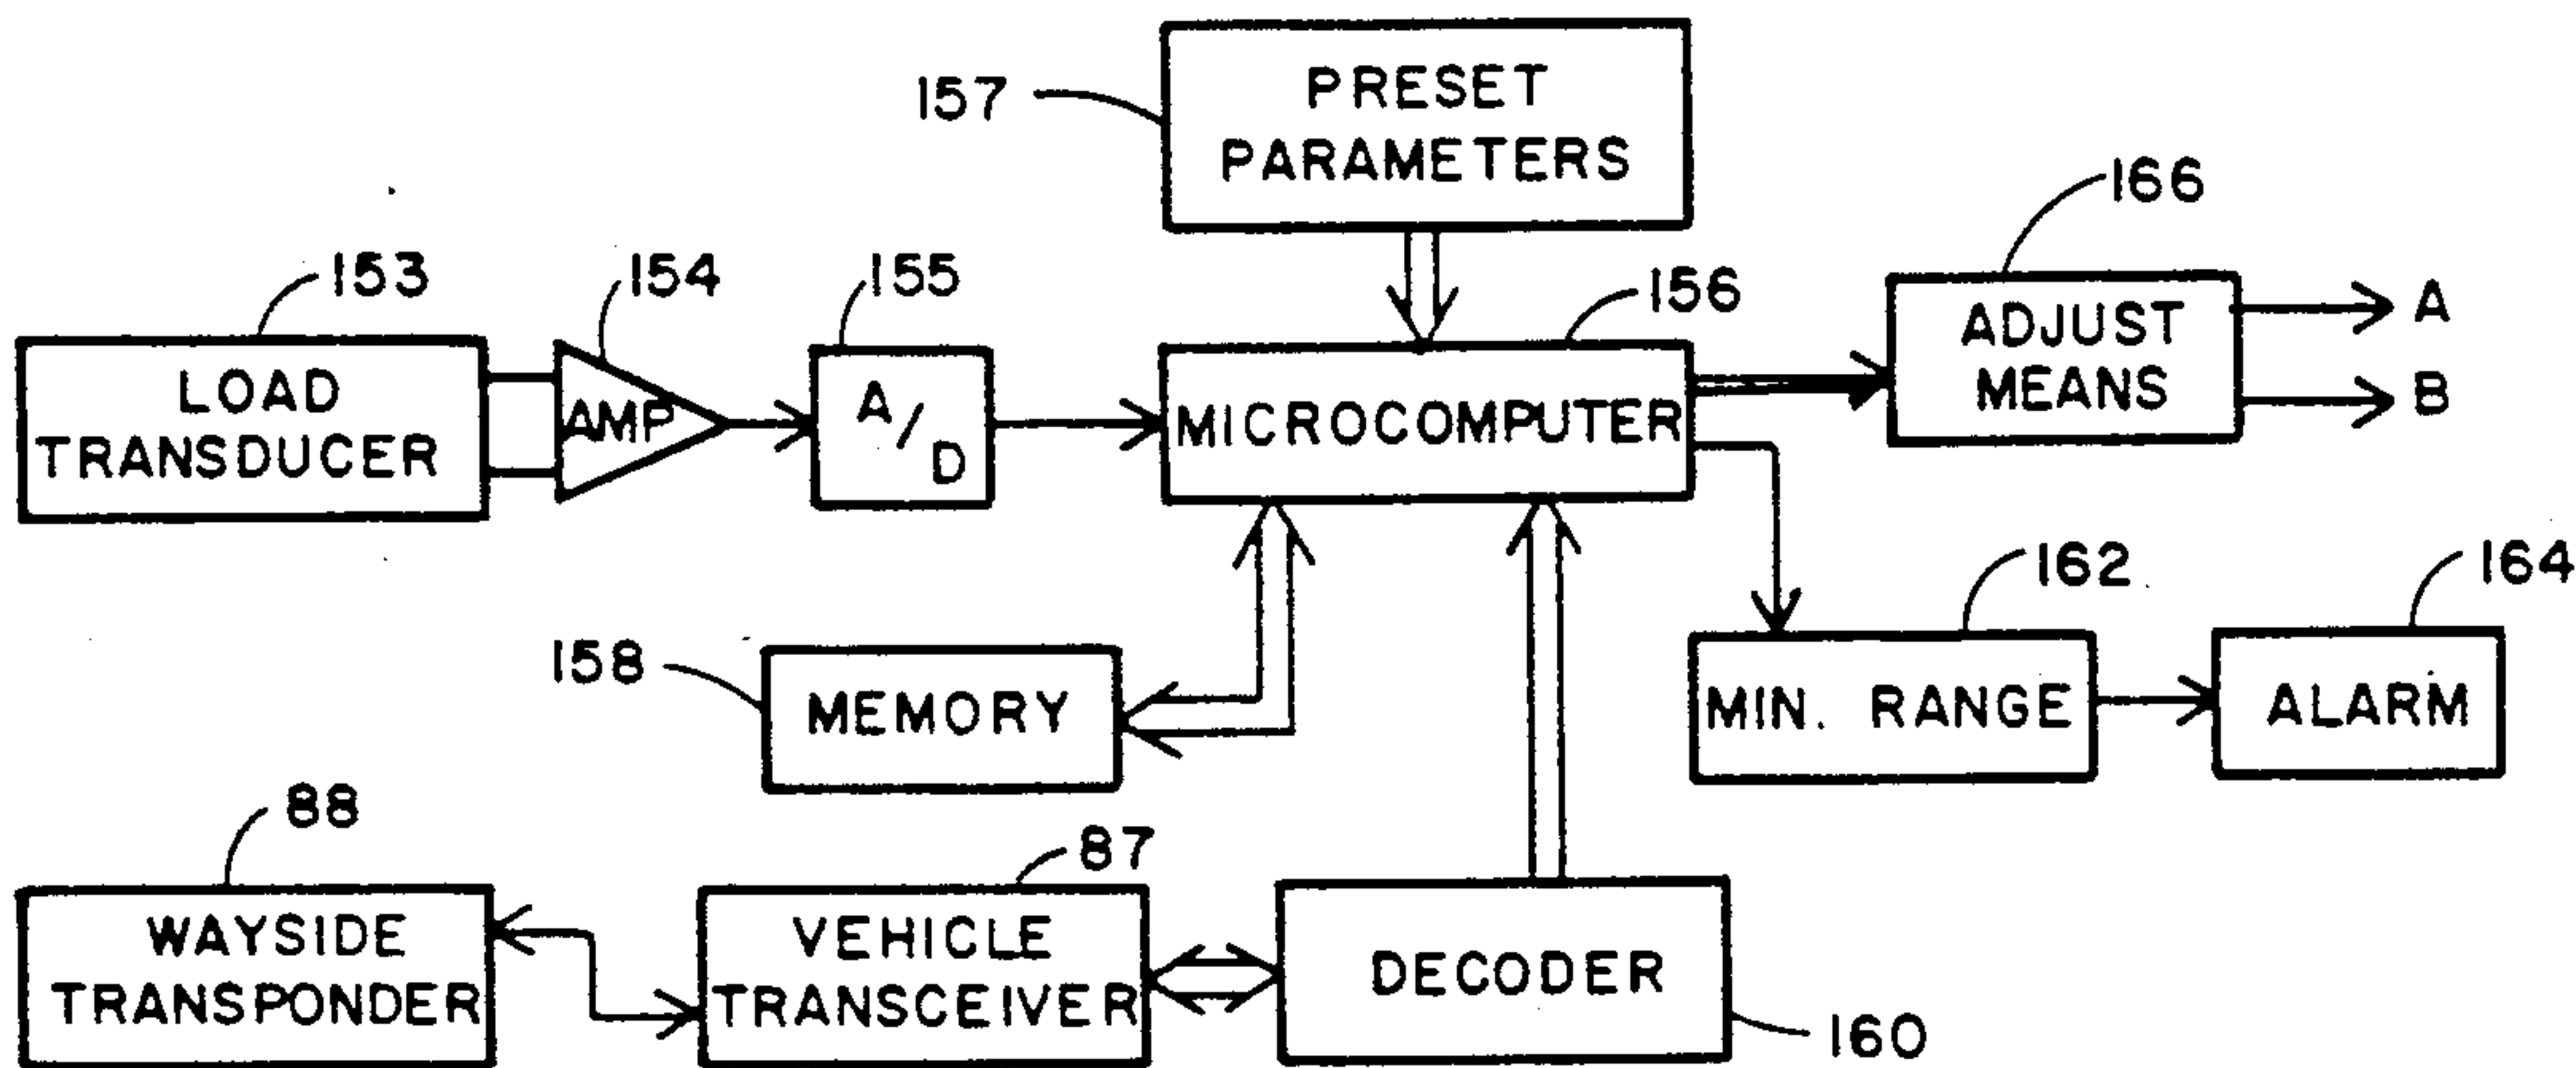 157
PRESET
PARAMETERS
166
153
154
155
156
LOAD
TRANSDUCER
AMP
A/D
MICROCOMPUTER
ADJUST
MEANS
A
B
158
MEMORY
162
MIN. RANGE
164
ALARM
88
WAYSIDE
TRANSPONDER
87
VEHICLE
TRANSCEIVER
DECODER
160